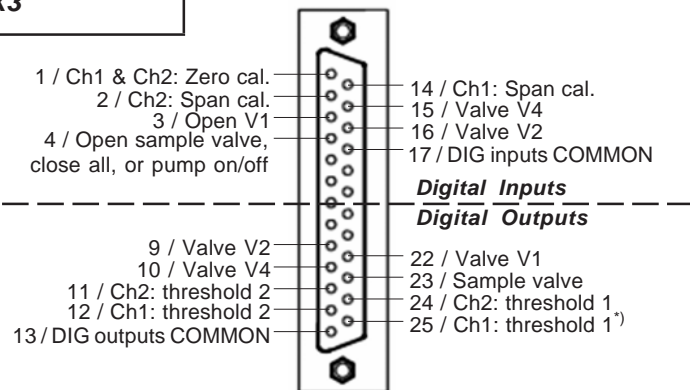 1 / Ch1 & Ch2: Zero cal.
2 / Ch2: Span cal.
3 / Open V1
4 / Open sample valve,
close all, or pump on/off
14 / Ch1: Span cal.
15 / Valve V4
16 / Valve V2
17 / DIG inputs COMMON
Digital Inputs
Digital Outputs
9 / Valve V2
10 / Valve V4
11 / Ch2: threshold 2
12 / Ch1: threshold 2
13 / DIG outputs COMMON
22 / Valve V1
23 / Sample valve
24 / Ch2: threshold 1
25 / Ch1: threshold 1*)